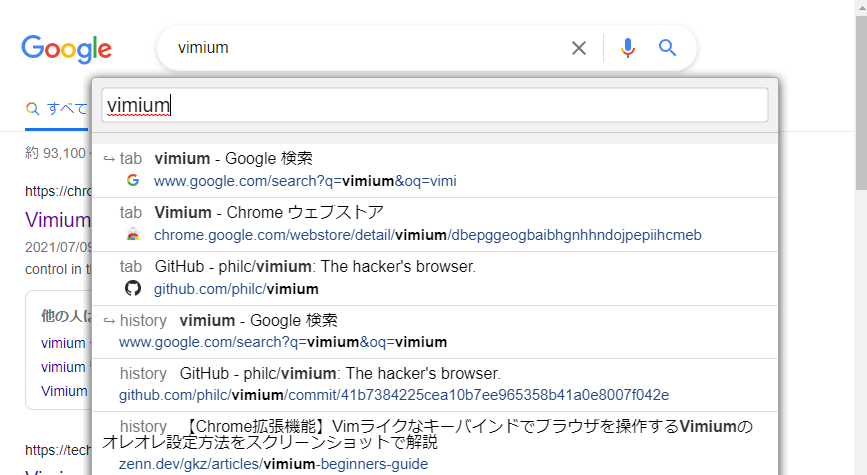 Google
vimium
vimium
すべて
約 93,100
↪ tab vimium - Google 検索
www.google.com/search?q=vimium&oq=vimi
https://chro
tab Vimium - Chrome ウェブストア
Vimium
chrome.google.com/webstore/detail/vimium/dbepggeogbaibhgnhhndojpepiihcmeb
2021/07/09
control in th
tab GitHub - philc/vimium: The hacker's browser.
github.com/philc/vimium
他の人は
↪ history vimium - Google 検索
vimium
www.google.com/search?q=vimium&oq=vimium
vimium
history GitHub - philc/vimium: The hacker's browser.
Vimium
github.com/philc/vimium/commit/41b7384225cea10b7ee965358b41a0e8007f042e
history 【Chrome拡張機能】Vimライクなキーバインドでブラウザを操作するVimiumの
オレオレ設定方法をスクリーンショットで解説
https://tech
zenn.dev/gkz/articles/vimium-beginners-guide